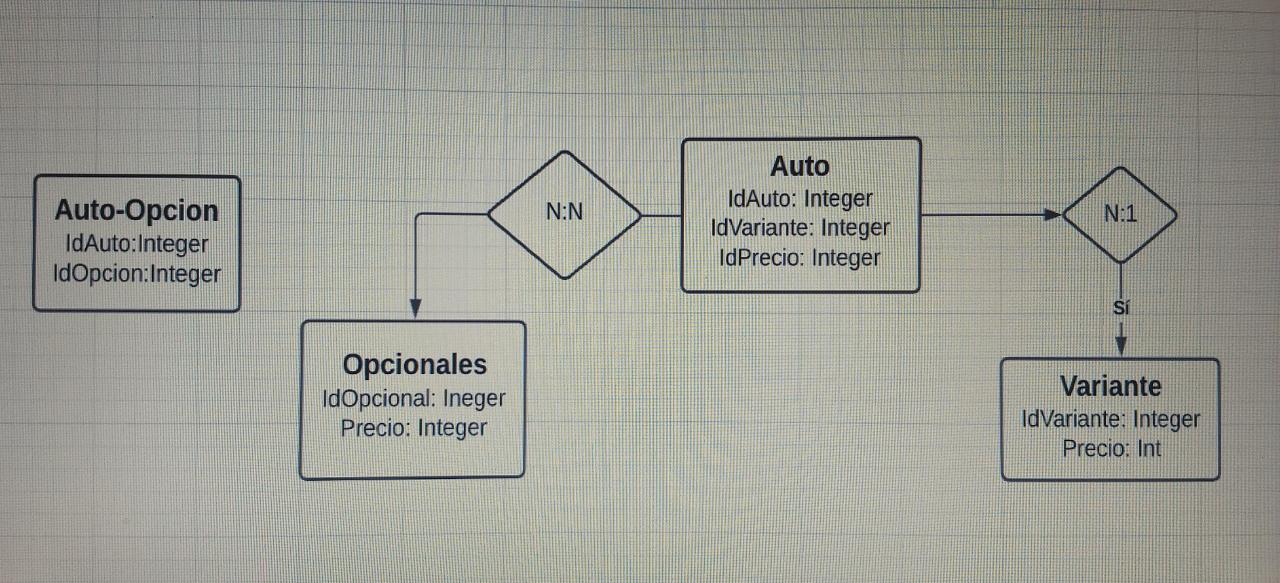 Auto-Opcion
IdAuto:Integer
IdOpcion:Integer
N:N
Opcionales
IdOpcional: Ineger
Precio: Integer
Auto
IdAuto: Integer
IdVariante: Integer
IdPrecio: Integer
N:1
Sí
Variante
IdVariante: Integer
Precio: Int